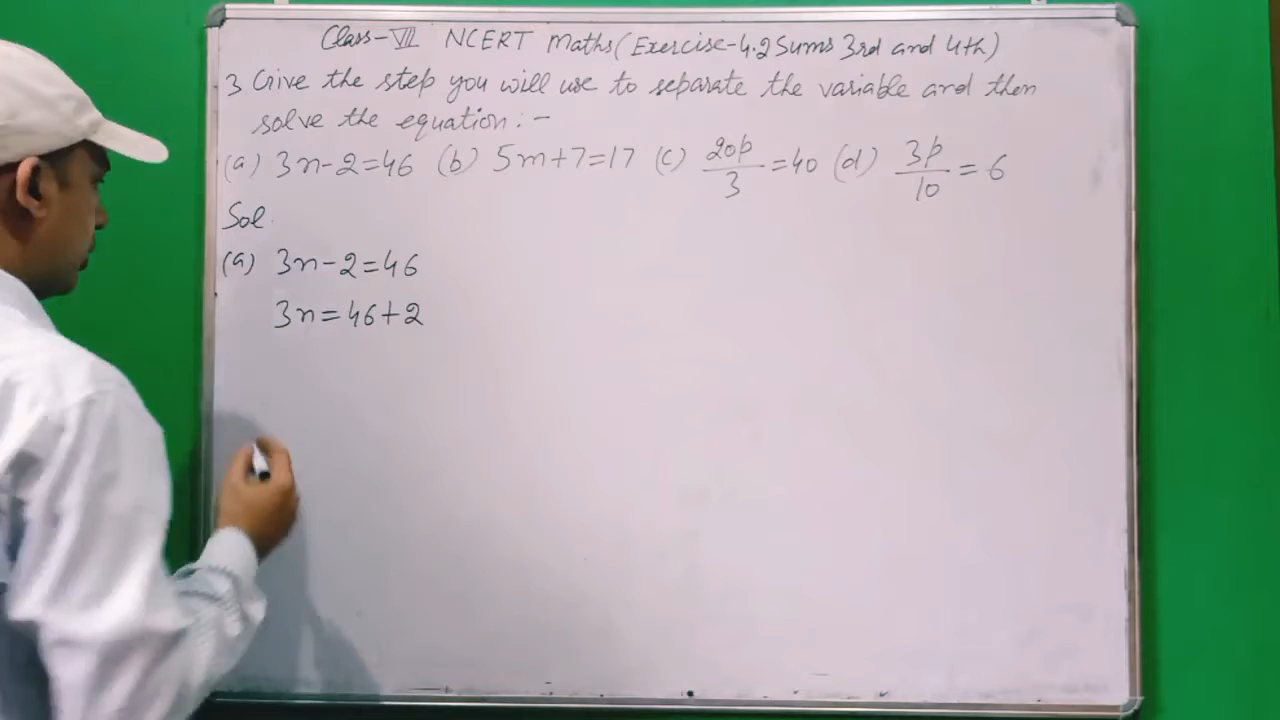 Class-VII NCERT Maths (Exercise-4.2 Sums 3rd and 4th)
3 Give the step you will use to separate the variable and then
solve the equation:-
(a) 3n-2=46 (b) 5m+7=17 (c) 20p/3 =40 (d) 3p/10 = 6
Sol.
(a) 3n-2=46
3n=46+2